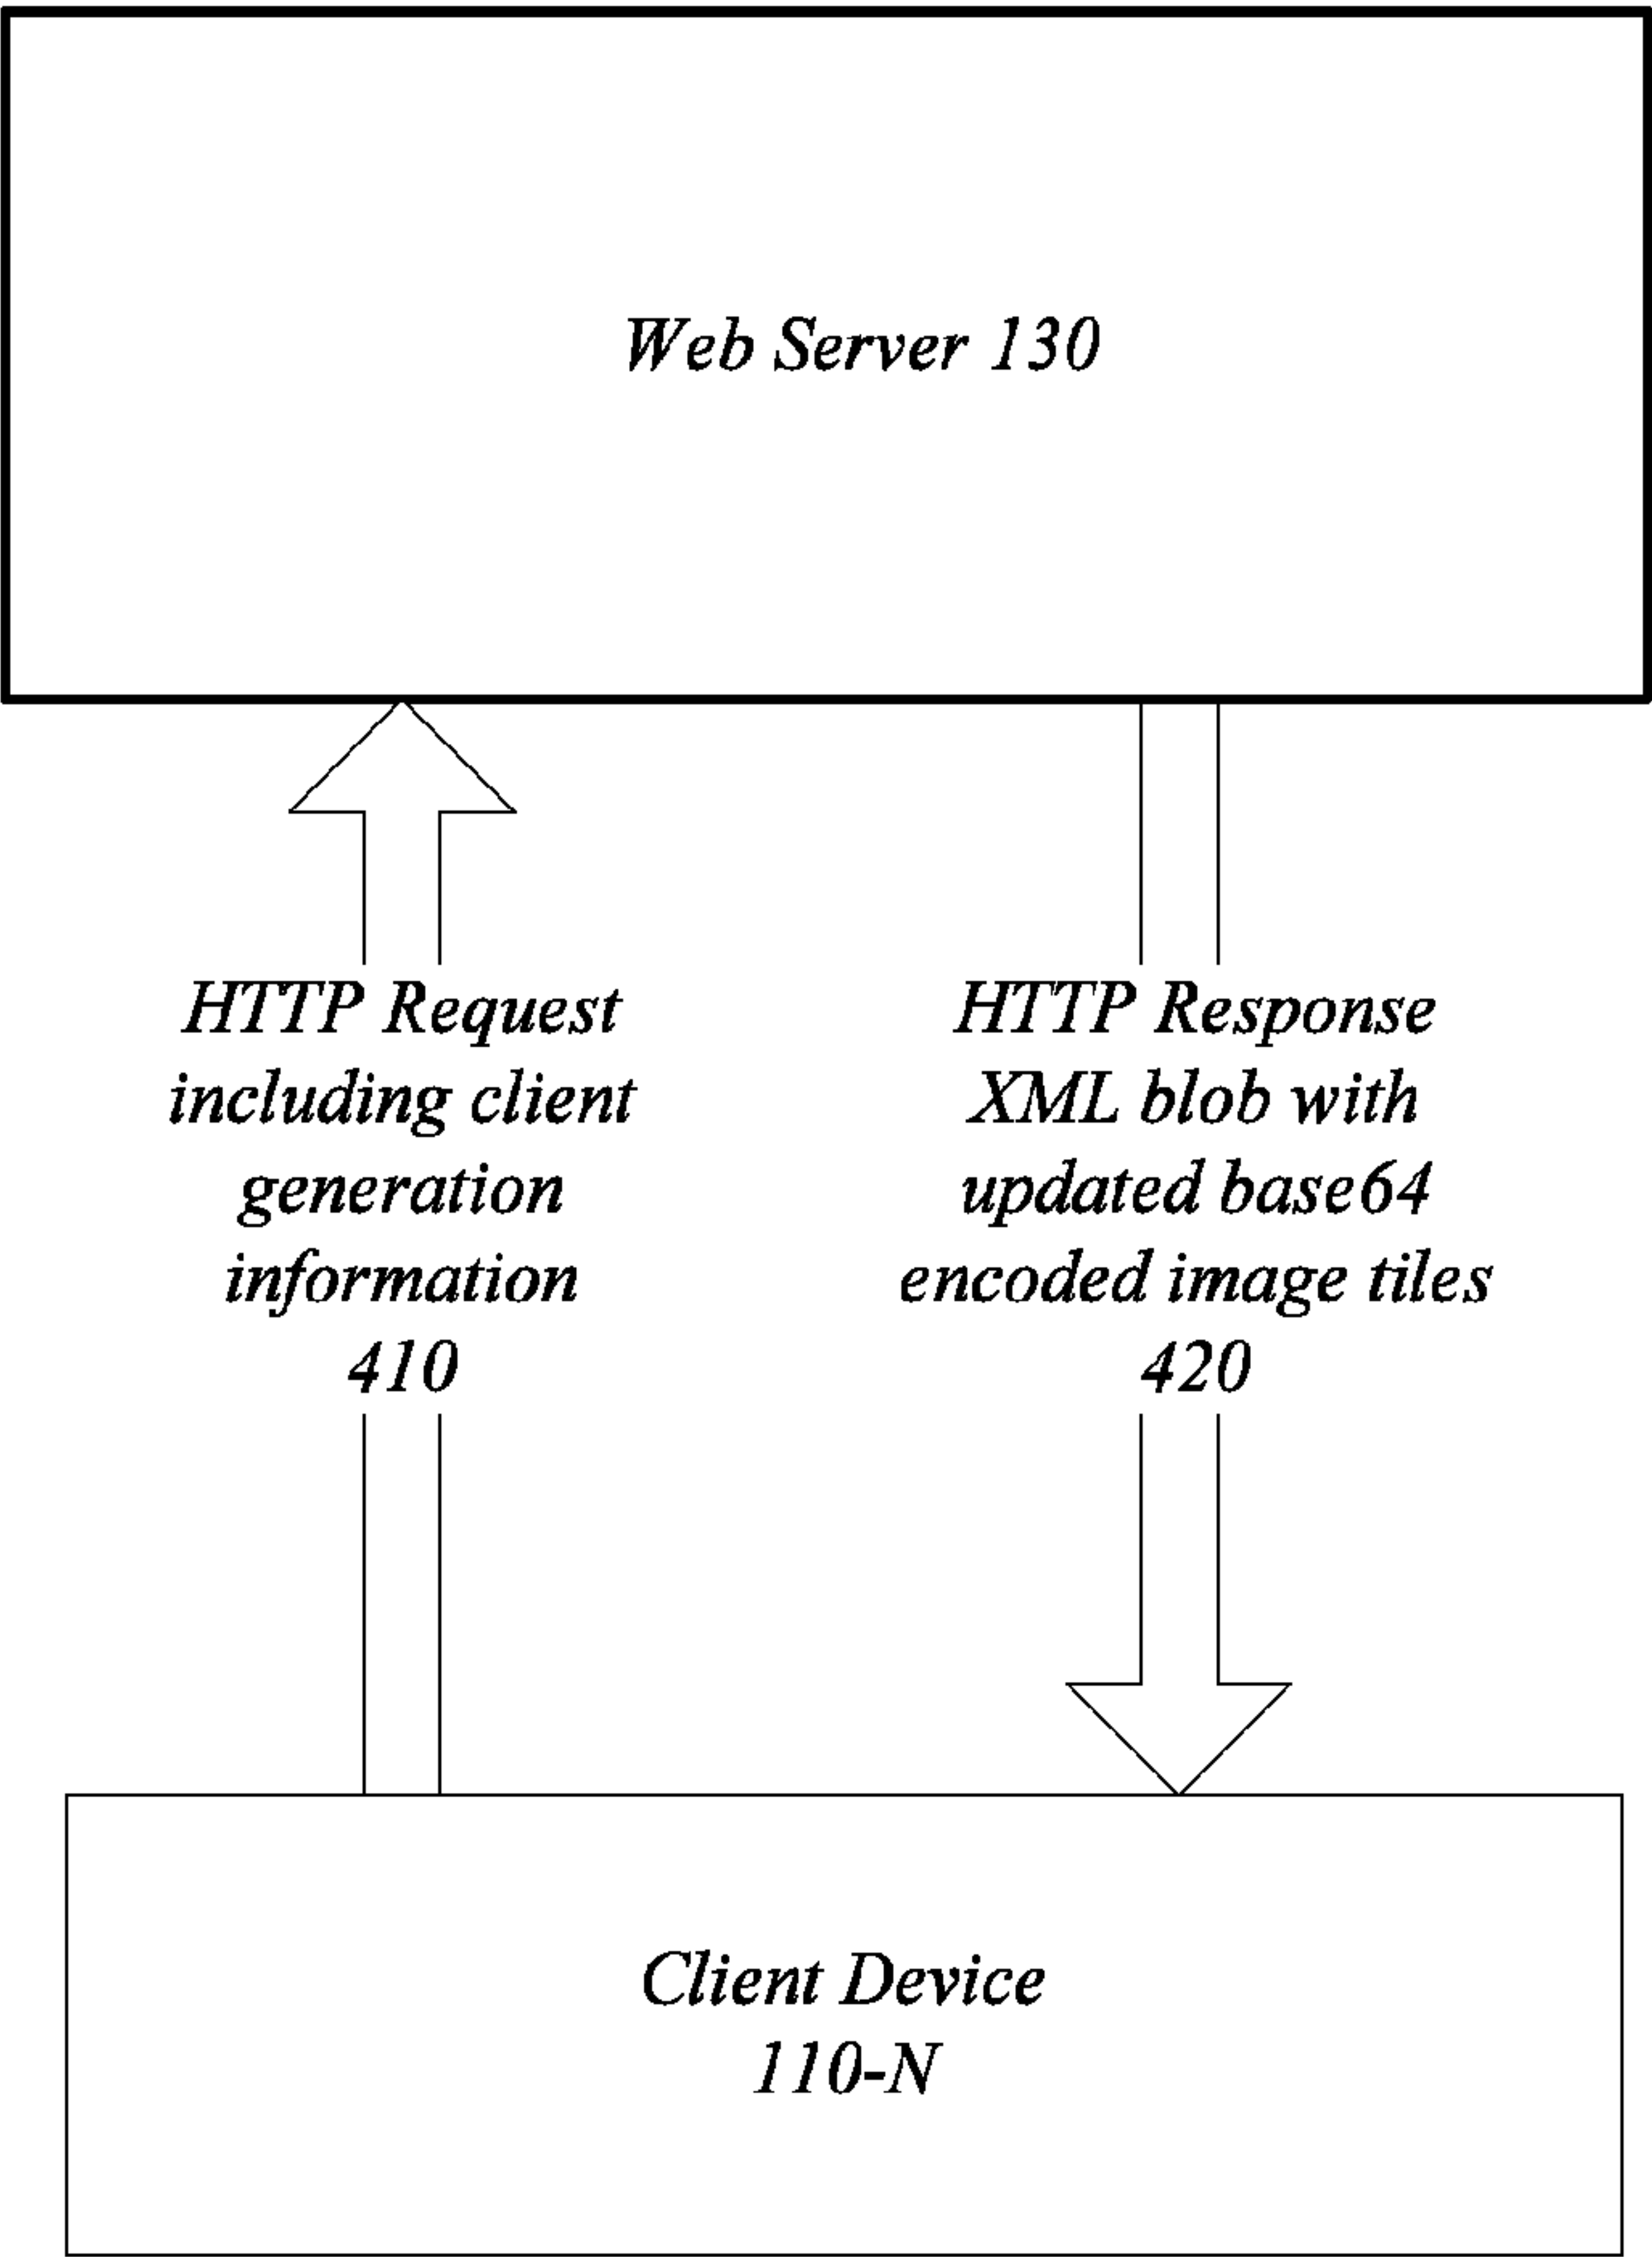 Web Server 130
HTTP Request
including client
generation
information
410
HTTP Response
XML blob with
updated base64
encoded image tiles
420
Client Device
110-N